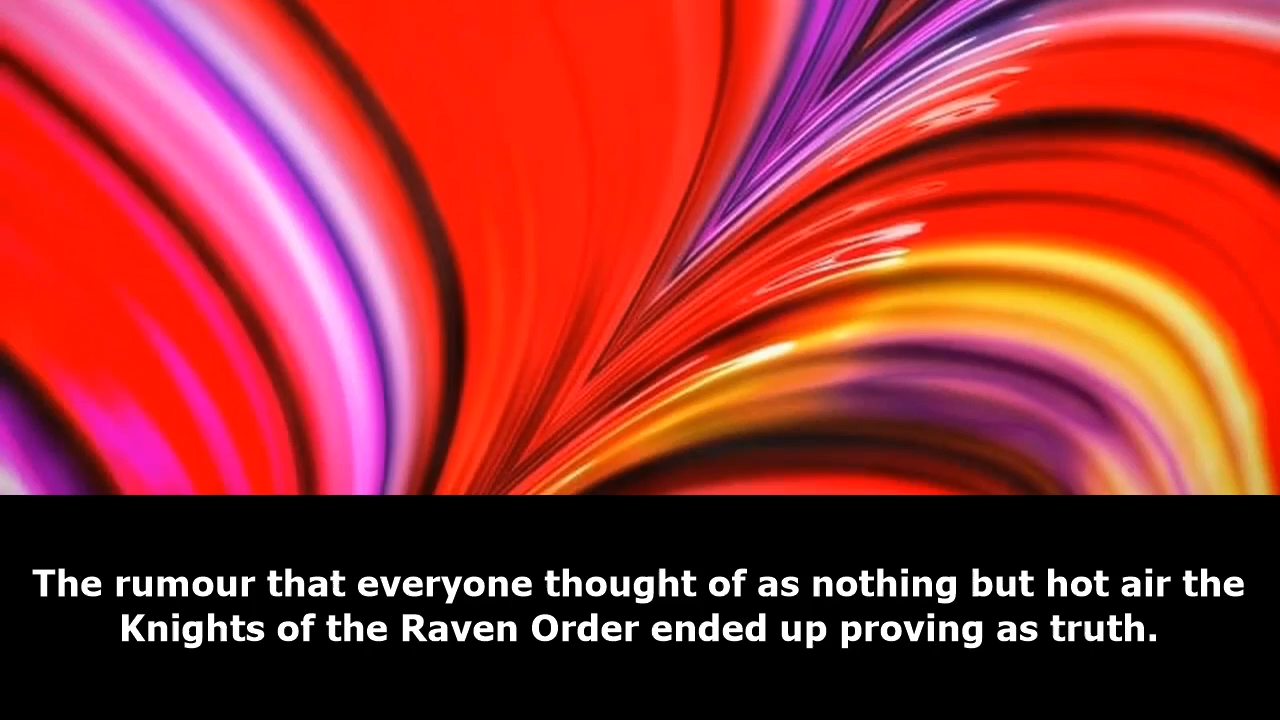 The rumour that everyone thought of as nothing but hot air the
Knights of the Raven Order ended up proving as truth.